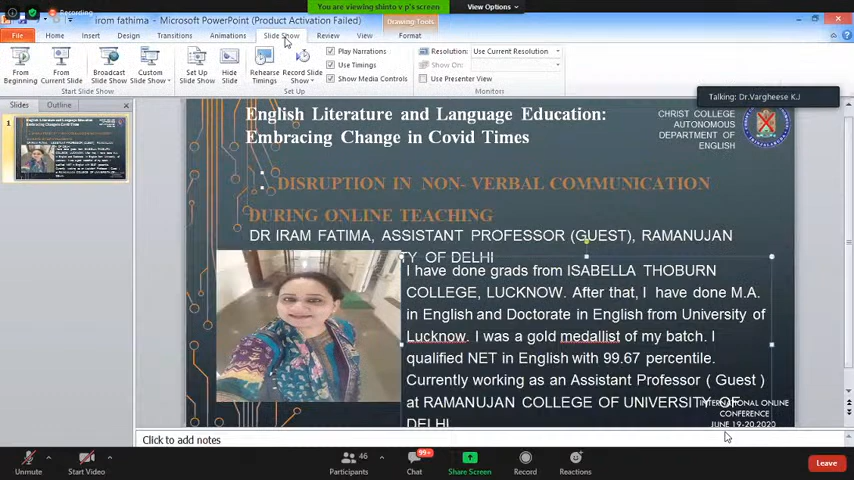 Recording
You are viewing shinto v p's screen
View Options
irom fathima - Microsoft PowerPoint (Product Activation Failed)
Drawing Tools
File Home Insert Design Transitions Animations Slide Show Review View Format
From Beginning
From Current Slide
Broadcast Slide Show
Custom Slide Show
Set Up Slide Show
Hide Slide
Rehearse Timings
Record Slide Show
Play Narrations
Use Timings
Show Media Controls
Resolution: Use Current Resolution
Show On:
Use Presenter View
Start Slide Show
Set Up
Monitors
Talking: Dr.Vargheese K.J
Slides Outline
1
English Literature and Language Education:
Embracing Change in Covid Times
CHRIST COLLEGE
AUTONOMOUS
DEPARTMENT OF
ENGLISH
DISRUPTION IN NON- VERBAL COMMUNICATION
DURING ONLINE TEACHING
DR IRAM FATIMA, ASSISTANT PROFESSOR (GUEST), RAMANUJAN
TY OF DELHI
I have done grads from ISABELLA THOBURN
COLLEGE, LUCKNOW. After that, I have done M.A.
in English and Doctorate in English from University of
Lucknow. I was a gold medallist of my batch. I
qualified NET in English with 99.67 percentile.
Currently working as an Assistant Professor ( Guest )
at RAMANUJAN COLLEGE OF UNIVERSITY OF
DELHI
INTERNATIONAL ONLINE
CONFERENCE
JUNE 19-20,2020
Click to add notes
Unmute
Start Video
46
Participants
99+
Chat
Share Screen
Record
Reactions
Leave